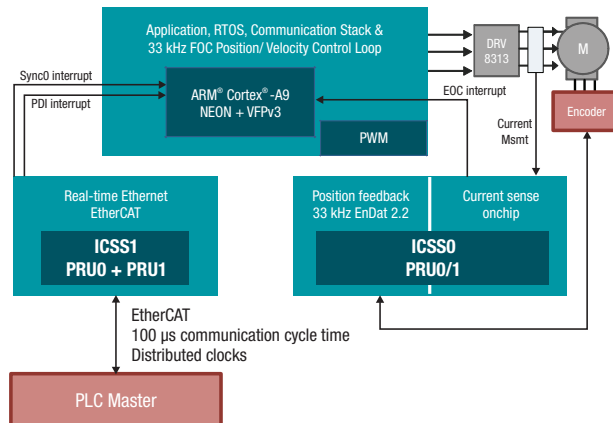 Application, RTOS, Communication Stack &
33 kHz FOC Position/ Velocity Control Loop
DRV
8313
M
Sync0 interrupt
PDI interrupt
ARM® Cortex®-A9
NEON + VFPv3
EOC interrupt
Encoder
PWM
Current
Msmt
Real-time Ethernet
EtherCAT
ICSS1
PRU0 + PRU1
Position feedback
33 kHz EnDat 2.2
Current sense
onchip
ICSS0
PRU0/1
EtherCAT
100 µs communication cycle time
Distributed clocks
PLC Master